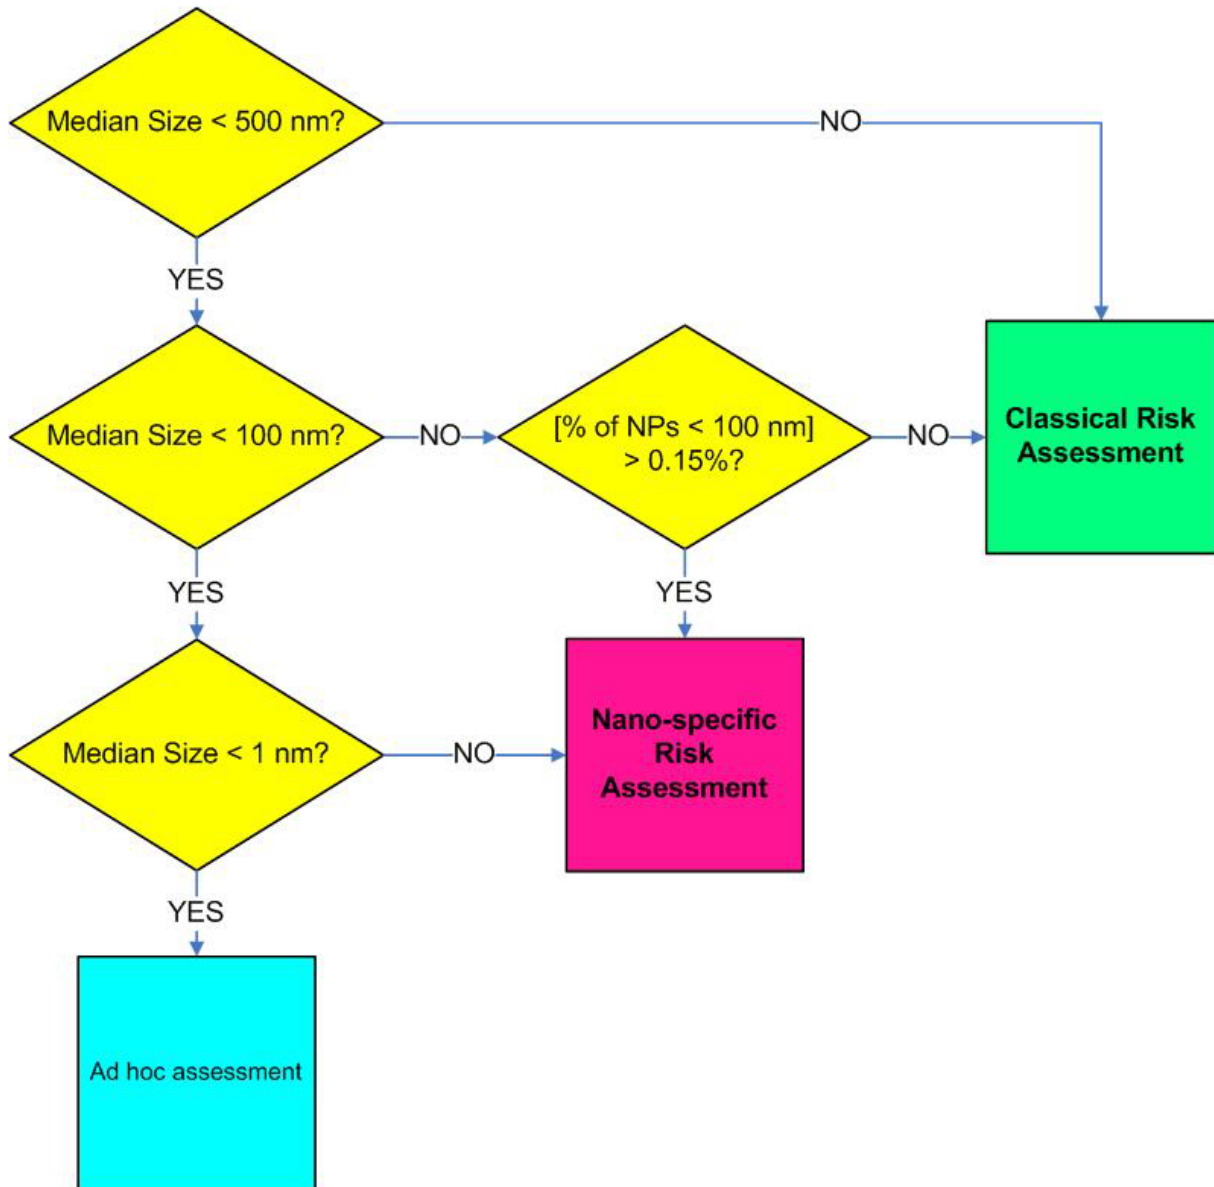 Median Size < 500 nm?
NO
YES
Median Size < 100 nm?
NO
[% of NPs < 100 nm]
> 0.15%?
NO
Classical Risk
Assessment
YES
YES
Median Size < 1 nm?
NO
Nano-specific
Risk
Assessment
YES
Ad hoc assessment